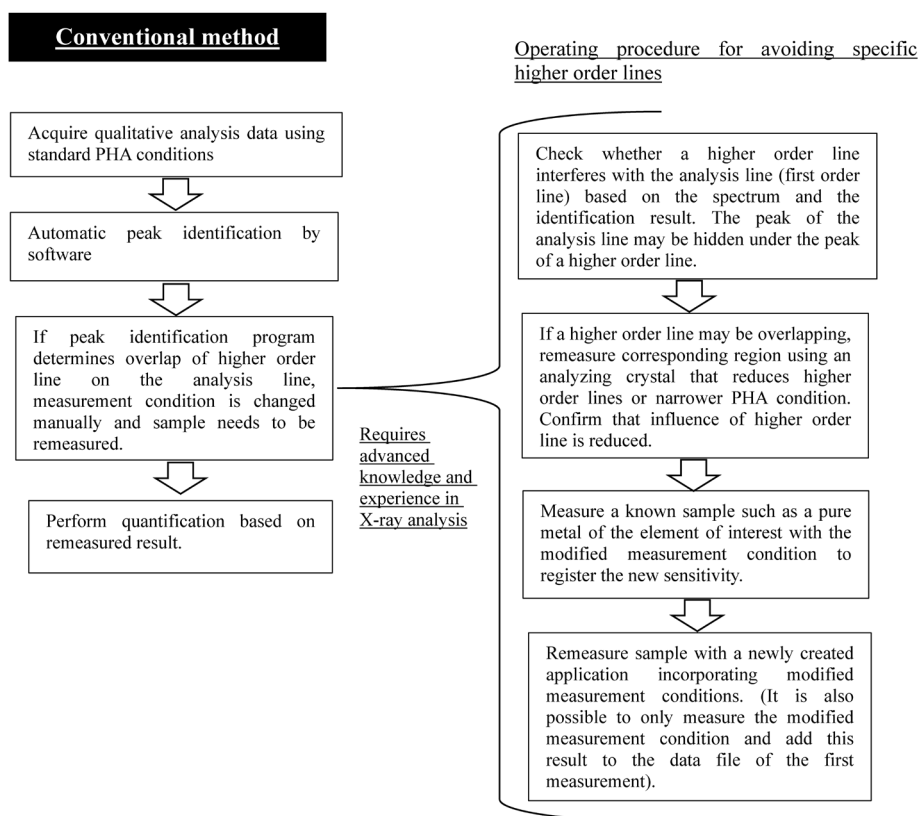 Conventional method
Acquire qualitative analysis data using
standard PHA conditions
Automatic peak identification by
software
If peak identification program
determines overlap of higher order
line on the analysis line,
measurement condition is changed
manually and sample needs to be
remeasured.
Perform quantification based on
remeasured result.
Requires
advanced
knowledge and
experience in
X-ray analysis
Operating procedure for avoiding specific
higher order lines
Check whether a higher order line
interferes with the analysis line (first order
line) based on the spectrum and the
identification result. The peak of the
analysis line may be hidden under the peak
of a higher order line.
If a higher order line may be overlapping,
remeasure corresponding region using an
analyzing crystal that reduces higher
order lines or narrower PHA condition.
Confirm that influence of higher order
line is reduced.
Measure a known sample such as a pure
metal of the element of interest with the
modified measurement condition to
register the new sensitivity.
Remeasure sample with a newly created
application incorporating modified
measurement conditions. (It is also
possible to only measure the modified
measurement condition and add this
result to the data file of the first
measurement).